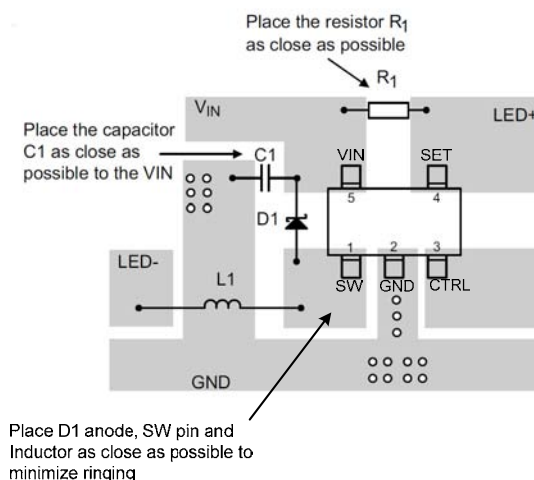 Place the resistor R1
as close as possible
R1
VIN
LED+
Place the capacitor
C1 as close as
possible to the VIN
C1
VIN
SET
5
4
D1
1
2
3
LED-
L1
SW
GND
CTRL
GND
Place D1 anode, SW pin and
Inductor as close as possible to
minimize ringing